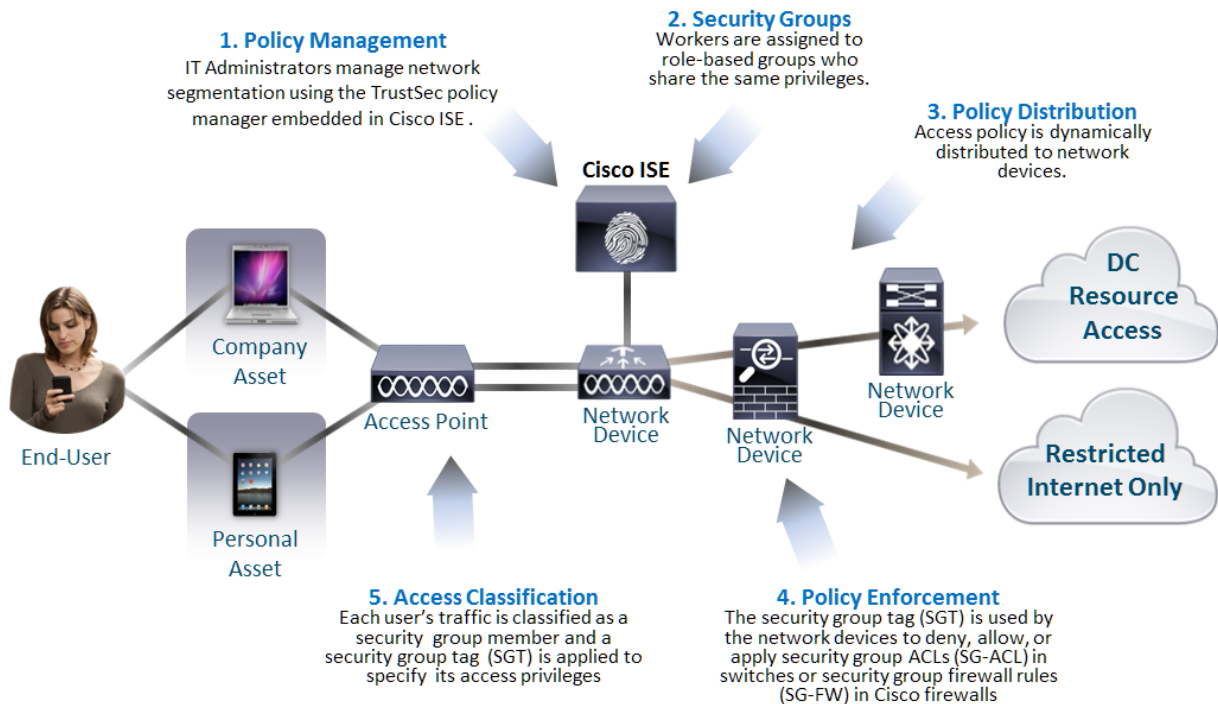 1. Policy Management
IT Administrators manage network
segmentation using the TrustSec policy
manager embedded in Cisco ISE .
2. Security Groups
Workers are assigned to
role-based groups who
share the same privileges.
3. Policy Distribution
Access policy is dynamically
distributed to network
devices.
Cisco ISE
DC
Resource
Access
Company
Asset
Access Point
Network
Device
Network
Device
Network
Device
End-User
Personal
Asset
Restricted
Internet Only
5. Access Classification
Each user's traffic is classified as a
security group member and a
security group tag (SGT) is applied to
specify its access privileges
4. Policy Enforcement
The security group tag (SGT) is used by
the network devices to deny, allow, or
apply security group ACLs (SG-ACL) in
switches or security group firewall rules
(SG-FW) in Cisco firewalls